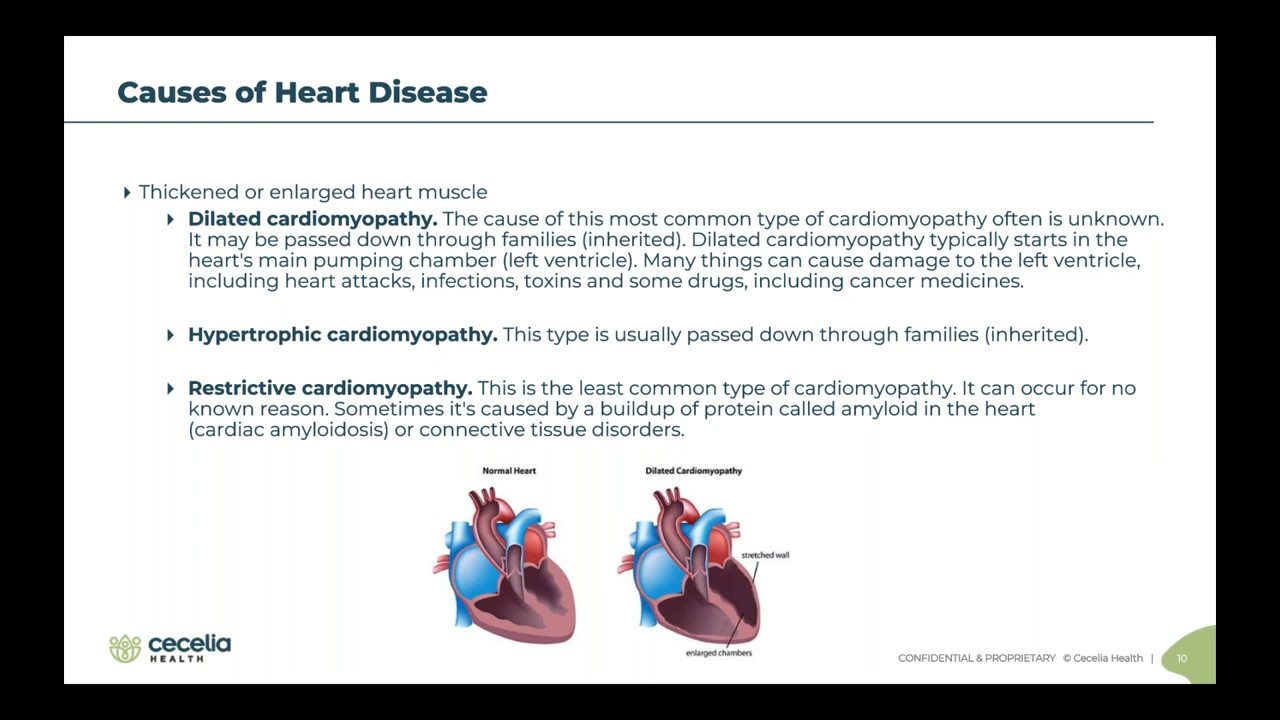 Causes of Heart Disease
Thickened or enlarged heart muscle
Dilated cardiomyopathy. The cause of this most common type of cardiomyopathy often is unknown.
It may be passed down through families (inherited). Dilated cardiomyopathy typically starts in the
heart's main pumping chamber (left ventricle). Many things can cause damage to the left ventricle,
including heart attacks, infections, toxins and some drugs, including cancer medicines.
Hypertrophic cardiomyopathy. This type is usually passed down through families (inherited).
Restrictive cardiomyopathy. This is the least common type of cardiomyopathy. It can occur for no
known reason. Sometimes it's caused by a buildup of protein called amyloid in the heart
(cardiac amyloidosis) or connective tissue disorders.
Normal Heart
Dilated Cardiomyopathy
stretched wall
enlarged chambers
cecelia
HEALTH
CONFIDENTIAL & PROPRIETARY © Cecelia Health | 10